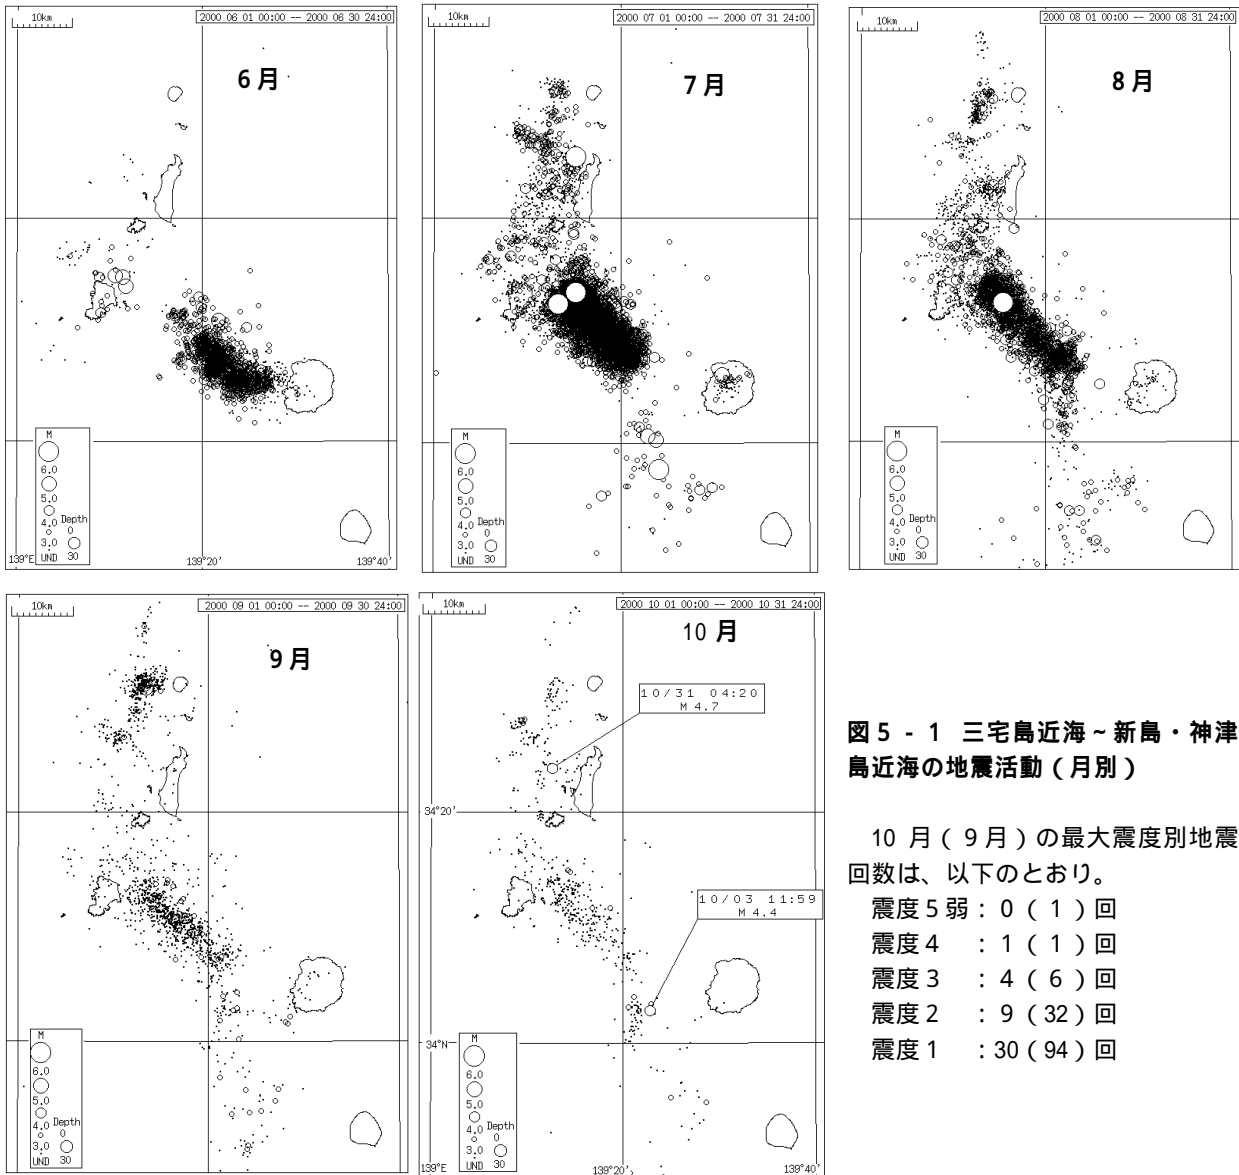 10km
2000 06 01 00:00 -- 2000 06 30 24:00
6月
M
6.0
5.0
4.0
3.0
UND
Depth
0
30
139°E
139°20'
139°40'
10km
2000 07 01 00:00 -- 2000 07 31 24:00
7月
M
6.0
5.0
4.0
3.0
UND
Depth
0
30
10km
2000 08 01 00:00 -- 2000 08 31 24:00
8月
M
6.0
5.0
4.0
3.0
UND
Depth
0
30
10km
2000 09 01 00:00 -- 2000 09 30 24:00
9月
M
6.0
5.0
4.0
3.0
UND
Depth
0
30
10km
2000 10 01 00:00 -- 2000 10 31 24:00
10 月
10/31 04:20
M 4.7
34°20'
10/03 11:59
M 4.4
34°N
M
6.0
5.0
4.0
3.0
UND
Depth
0
30
139°E
139°20'
139°40'
図5-1 三宅島近海~新島・神津
島近海の地震活動(月別)
10 月(9月)の最大震度別地震
回数は、以下のとおり。
震度5弱:0(1)回
震度4 :1(1)回
震度3 :4(6)回
震度2 :9(32)回
震度1 :30(94)回